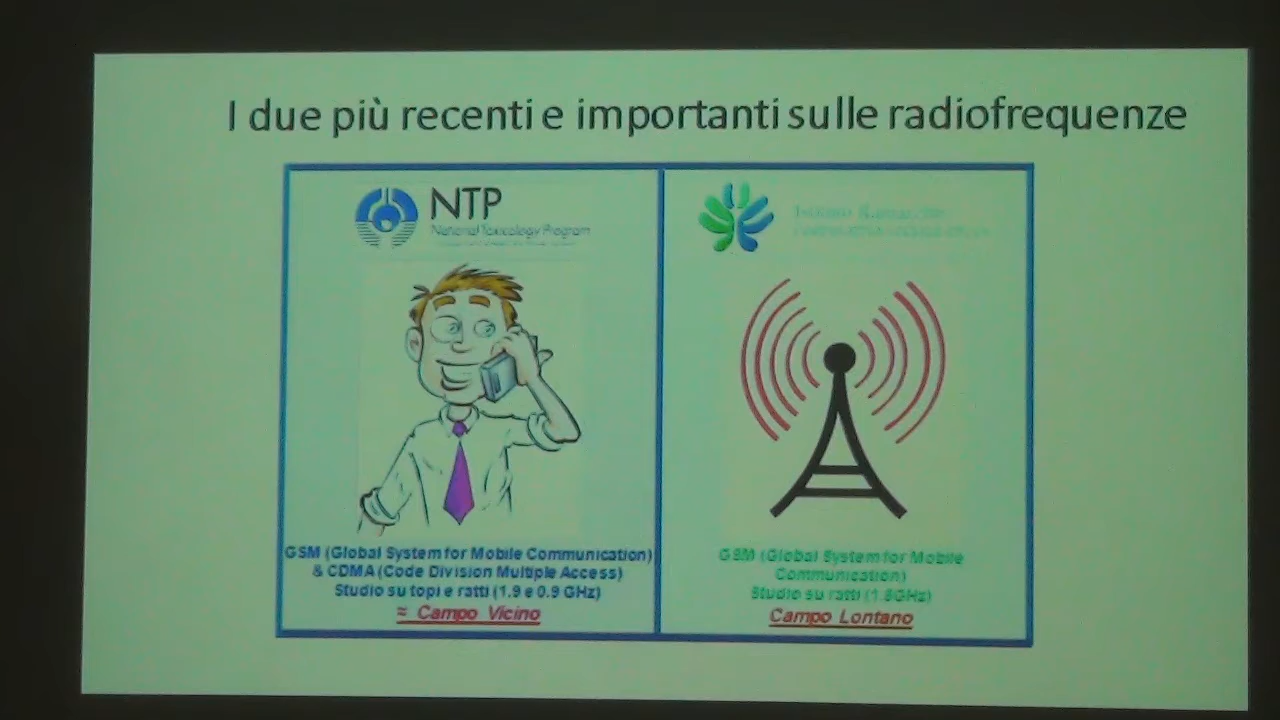 I due più recenti e importanti sulle radiofrequenze
NTP
National Toxicology Program
GSM (Global System for Mobile Communication)
& CDMA (Code Division Multiple Access)
Studio su topi e ratti (1.9 e 0.9 GHz)
≈ Campo Vicino
GSM (Global System for Mobile
Communication)
Studio su ratti (1.8GHz)
Campo Lontano